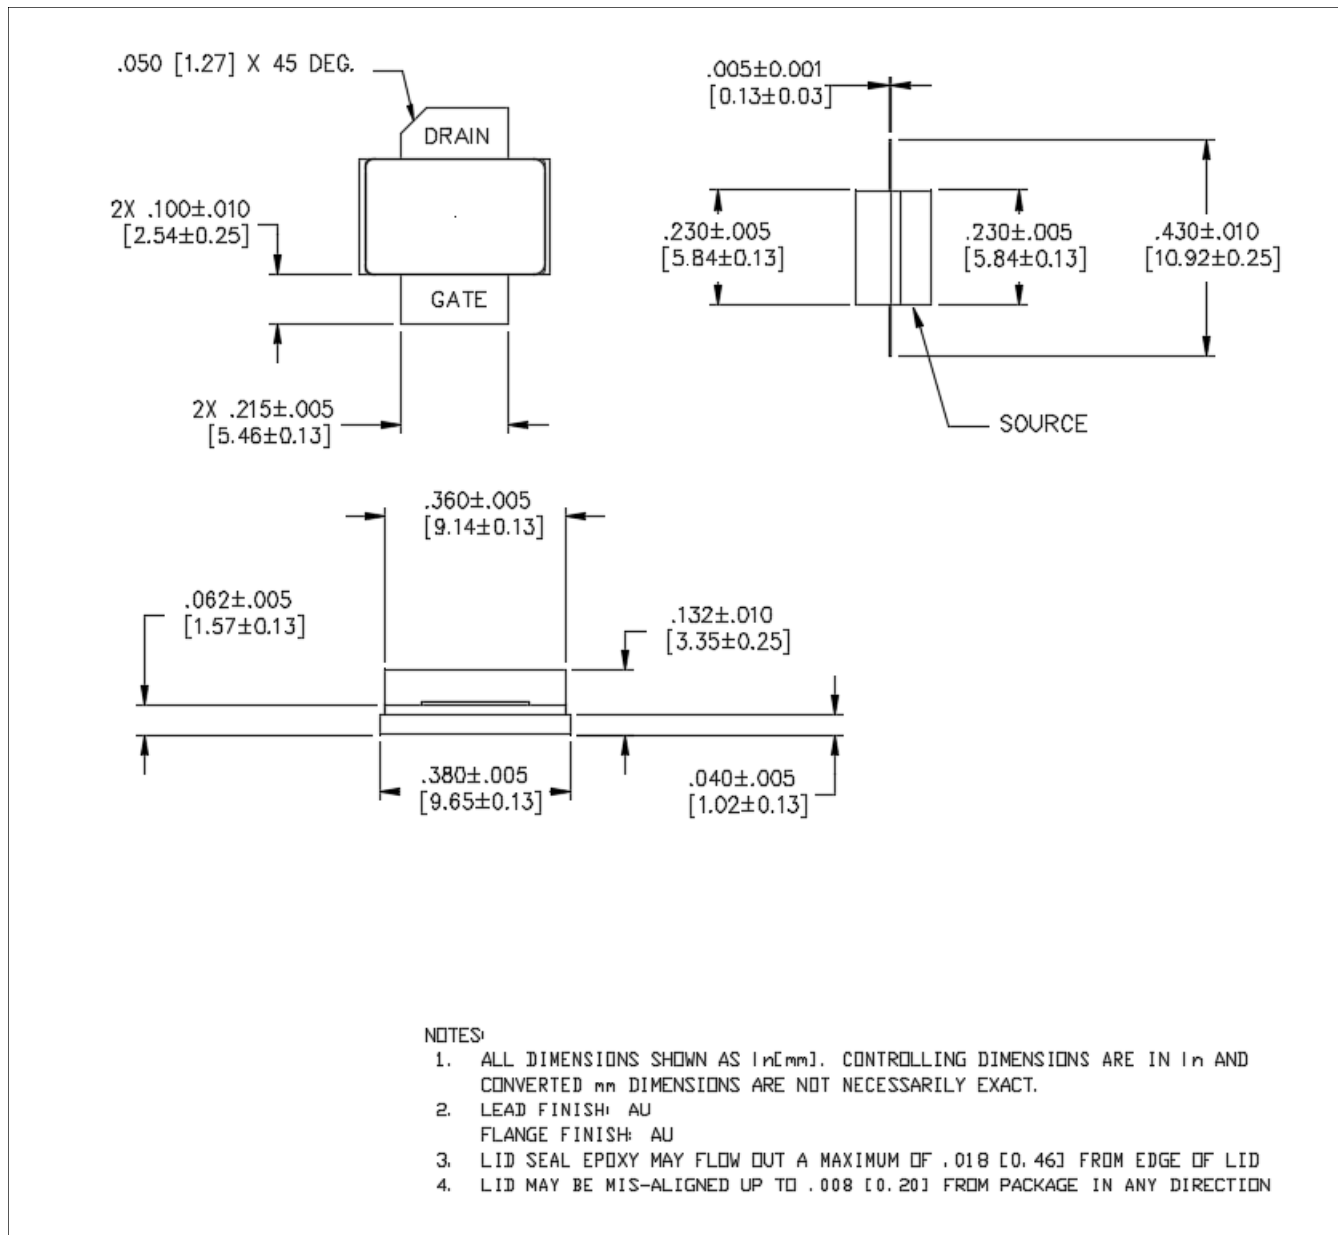 .050 [1.27] X 45 DEG.
DRAIN
2X .100±.010
[2.54±0.25]
GATE
2X .215±.005
[5.46±0.13]
.005±0.001
[0.13±0.03]
.230±.005
[5.84±0.13]
.230±.005
[5.84±0.13]
.430±.010
[10.92±0.25]
SOURCE
.360±.005
[9.14±0.13]
.062±.005
[1.57±0.13]
.132±.010
[3.35±0.25]
.380±.005
[9.65±0.13]
.040±.005
[1.02±0.13]
NOTES:
1. ALL DIMENSIONS SHOWN AS In[mm]. CONTROLLING DIMENSIONS ARE IN In AND
CONVERTED mm DIMENSIONS ARE NOT NECESSARILY EXACT.
2. LEAD FINISH: AU
FLANGE FINISH: AU
3. LID SEAL EPOXY MAY FLOW OUT A MAXIMUM OF .018 [0.46] FROM EDGE OF LID
4. LID MAY BE MIS-ALIGNED UP TO .008 [0.20] FROM PACKAGE IN ANY DIRECTION